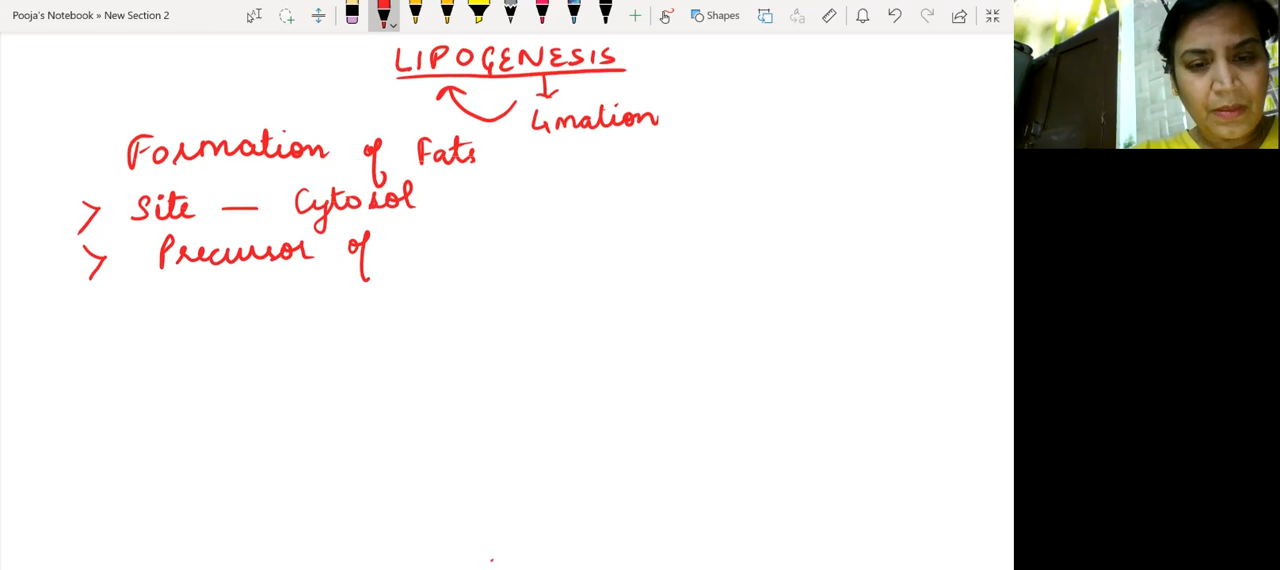 Pooja's Notebook » New Section 2
Shapes
LIPOGENESIS
4mation
Formation of Fats
> Site — Cytosol
> Precursor of